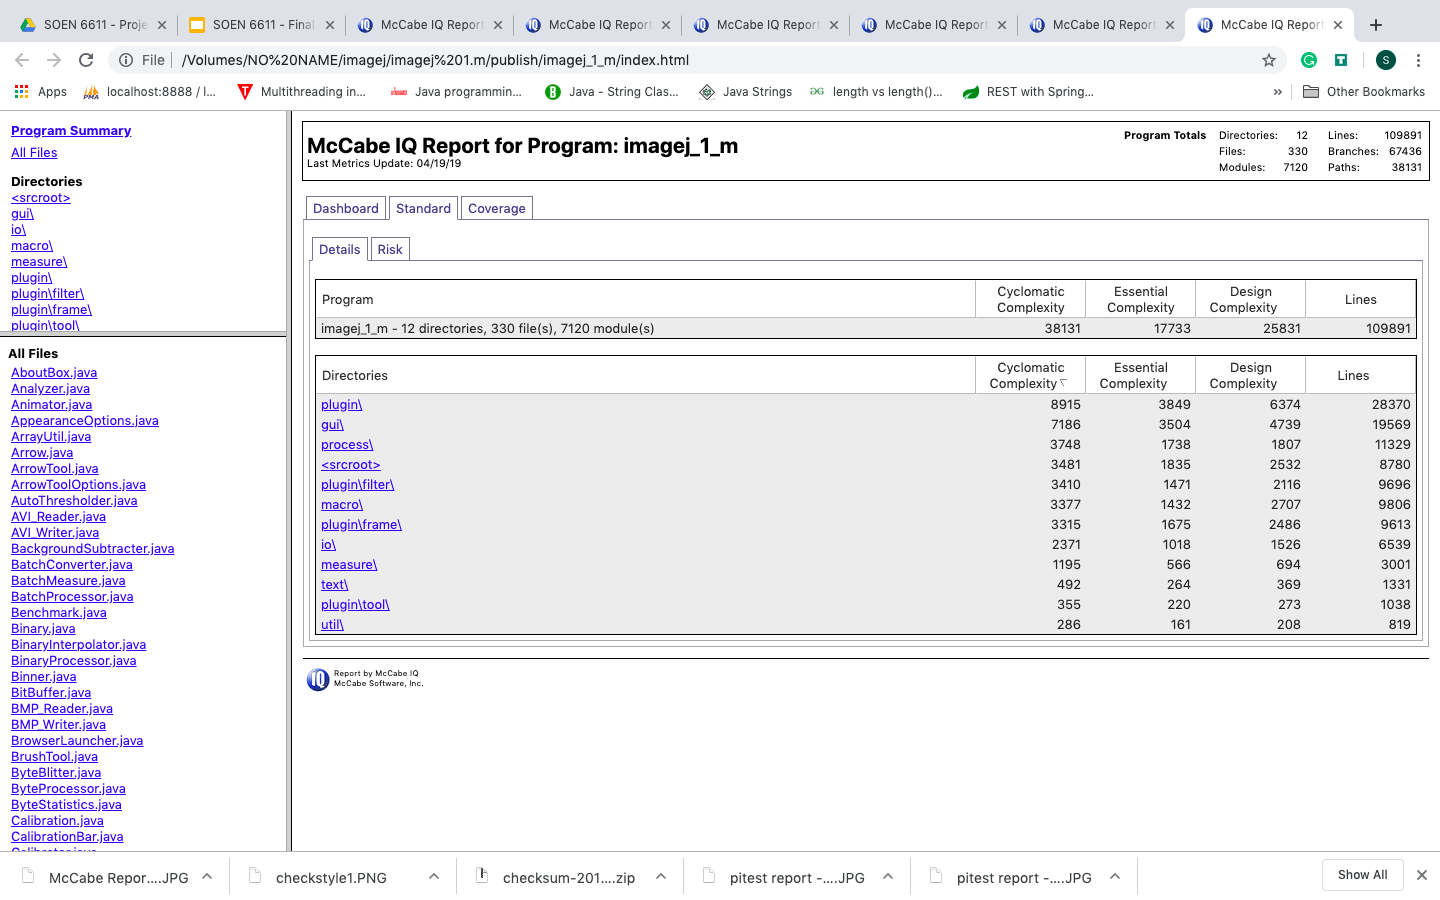 SOEN 6611 - Proje
SOEN 6611 - Final
McCabe IQ Report
McCabe IQ Report
McCabe IQ Report
McCabe IQ Report
McCabe IQ Report
McCabe IQ Report
File /Volumes/NO%20NAME/imagej/imagej%201.m/publish/imagej_1_m/index.html
S
Apps
PMA localhost:8888 / l...
Multithreading in...
Java programmin...
Java - String Clas...
Java Strings
length vs length()...
REST with Spring...
» Other Bookmarks
Program Summary
All Files
Directories
<srcroot>
gui\
io\
macro\
measure\
plugin\
plugin\filter\
plugin\frame\
plugin\tool\
All Files
AboutBox.java
Analyzer.java
Animator.java
AppearanceOptions.java
ArrayUtil.java
Arrow.java
ArrowTool.java
ArrowToolOptions.java
AutoThresholder.java
AVI_Reader.java
AVI_Writer.java
BackgroundSubtracter.java
BatchConverter.java
BatchMeasure.java
BatchProcessor.java
Benchmark.java
Binary.java
BinaryInterpolator.java
BinaryProcessor.java
Binner.java
BitBuffer.java
BMP_Reader.java
BMP_Writer.java
BrowserLauncher.java
BrushTool.java
ByteBlitter.java
ByteProcessor.java
ByteStatistics.java
Calibration.java
CalibrationBar.java
McCabe IQ Report for Program: imagej_1_m
Last Metrics Update: 04/19/19
Program Totals Directories: 12 Lines: 109891
Files: 330 Branches: 67436
Modules: 7120 Paths: 38131
Dashboard Standard Coverage
Details Risk
Program Cyclomatic Complexity Essential Complexity Design Complexity Lines
imagej_1_m - 12 directories, 330 file(s), 7120 module(s) 38131 17733 25831 109891
Directories Cyclomatic Complexity Essential Complexity Design Complexity Lines
plugin\ 8915 3849 6374 28370
gui\ 7186 3504 4739 19569
process\ 3748 1738 1807 11329
<srcroot> 3481 1835 2532 8780
plugin\filter\ 3410 1471 2116 9696
macro\ 3377 1432 2707 9806
plugin\frame\ 3315 1675 2486 9613
io\ 2371 1018 1526 6539
measure\ 1195 566 694 3001
text\ 492 264 369 1331
plugin\tool\ 355 220 273 1038
util\ 286 161 208 819
IQ Report by McCabe IQ
McCabe Software, Inc.
McCabe Repor....JPG
checkstyle1.PNG
checksum-201....zip
pitest report -....JPG
pitest report -....JPG
Show All